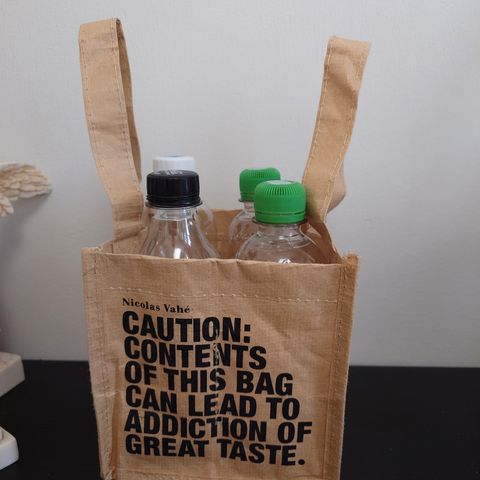 Nicolas Vahé
CAUTION:
CONTENTS
OF THIS BAG
CAN LEAD TO
ADDICTION OF
GREAT TASTE.